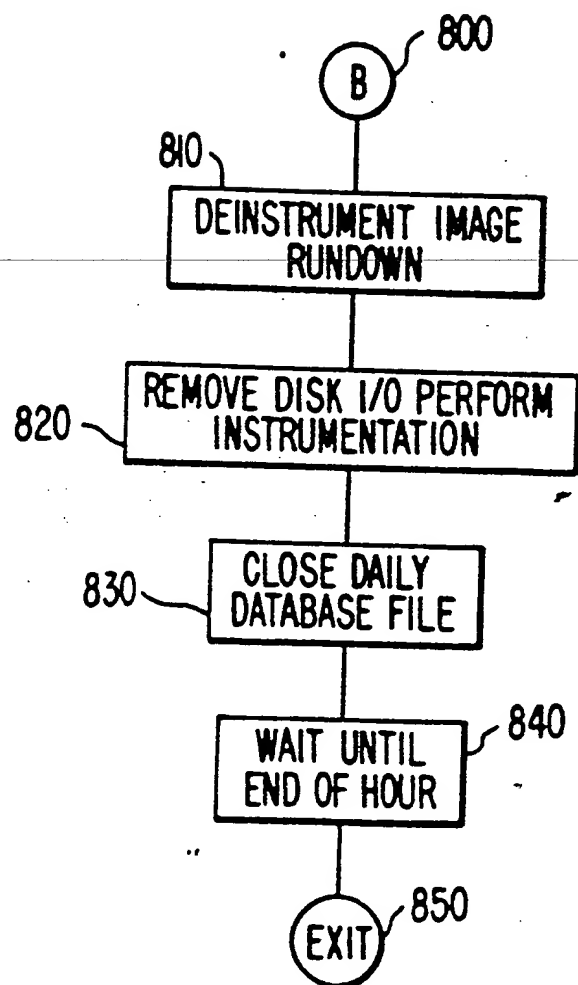 800
B
810
DEINSTRUMENT IMAGE
RUNDOWN
820
REMOVE DISK I/O PERFORM
INSTRUMENTATION
830
CLOSE DAILY
DATABASE FILE
840
WAIT UNTIL
END OF HOUR
850
EXIT